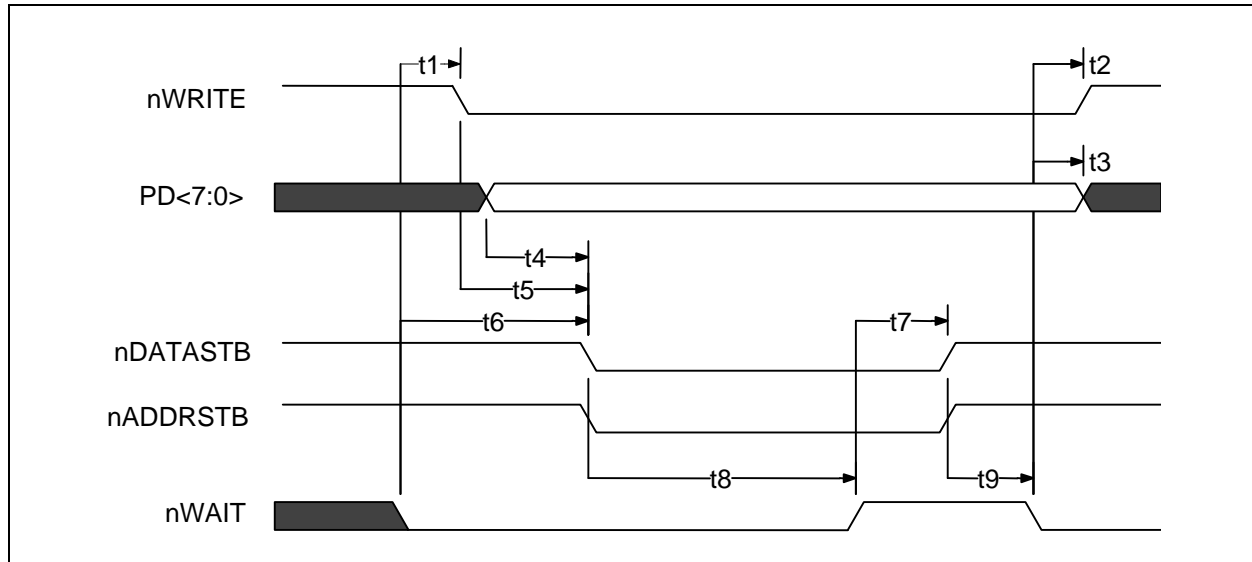 t1
t2
nWRITE
t3
PD<7:0>
t4
t5
t6
t7
nDATASTB
nADDRSTB
t8
t9
nWAIT